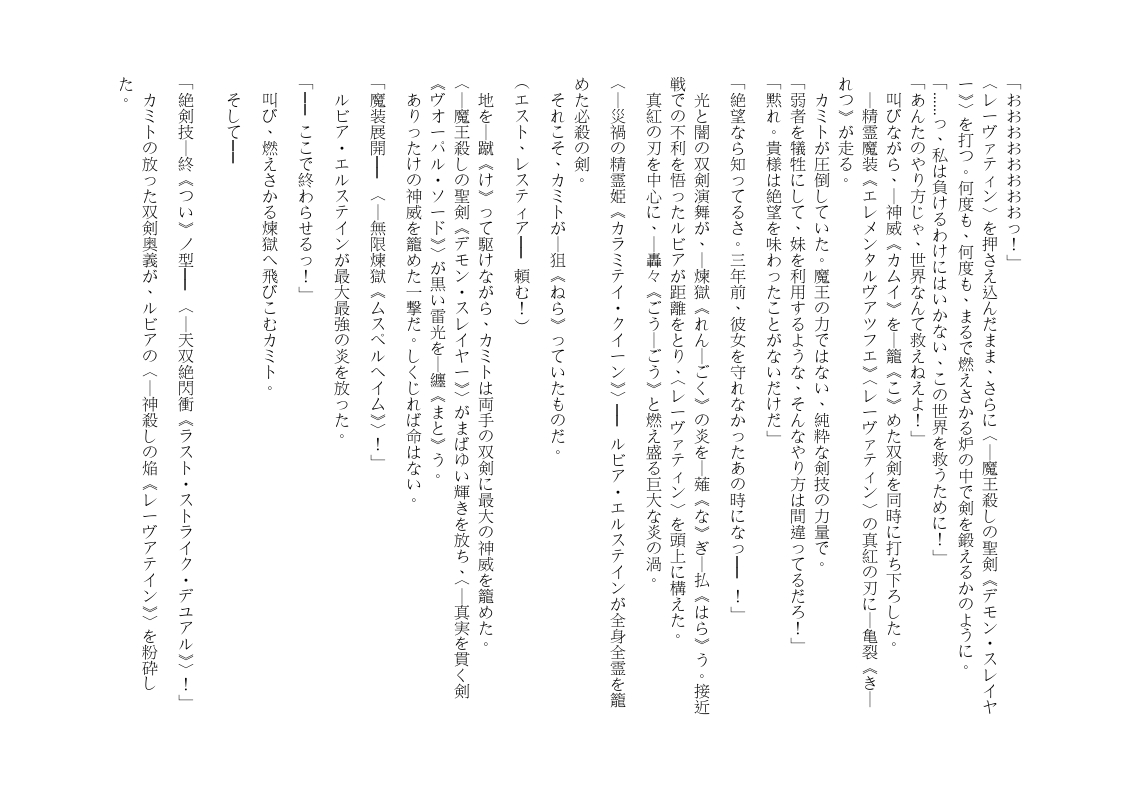 「おおおおおおおおっ！」
〈レーヴァテイン〉を押さえ込んだまま、さらに〈―魔王殺しの聖剣《デモン・スレイヤ
ー》〉を打つ。何度も、何度も、まるで燃えさかる炉の中で剣を鍛えるかのように。
「……っ、私は負けるわけにはいかない、この世界を救うために！」
「あんたのやり方じゃ、世界なんて救えねえよ！」
　叫びながら、―神威《カムイ》を―籠《こ》めた双剣を同時に打ち下ろした。
　―精霊魔装《エレメンタルヴアツフエ》〈レーヴァティン〉の真紅の刃に―亀裂《き―
れつ》が走る。
　カミトが圧倒していた。魔王の力ではない、純粋な剣技の力量で。
「弱者を犠牲にして、妹を利用するような、そんなやり方は間違ってるだろ！」
「黙れ。貴様は絶望を味わったことがないだけだ」
「絶望なら知ってるさ。三年前、彼女を守れなかったあの時になっ━━！」
　光と闇の双剣演舞が、―煉獄《れん―ごく》の炎を―薙《な》ぎ―払《はら》う。接近
戦での不利を悟ったルビアが距離をとり、〈レーヴァティン〉を頭上に構えた。
　真紅の刃を中心に、―轟々《ごう―ごう》と燃え盛る巨大な炎の渦。
〈―災禍の精霊姫《カラミテイ・クイーン》〉━━ルビア・エルステインが全身全霊を籠
めた必殺の剣。
　それこそ、カミトが―狙《ねら》っていたものだ。
（エスト、レスティア━━頼む！）
　地を―蹴《け》って駆けながら、カミトは両手の双剣に最大の神威を籠めた。
〈―魔王殺しの聖剣《デモン・スレイヤー》〉がまばゆい輝きを放ち、〈―真実を貫く剣
《ヴオーパル・ソード》〉が黒い雷光を―纏《まと》う。
　ありったけの神威を籠めた一撃だ。しくじれば命はない。
「魔装展開━━〈―無限煉獄《ムスペルヘイム》〉！」
　ルビア・エルステインが最大最強の炎を放った。
「━━ここで終わらせるっ！」
　叫び、燃えさかる煉獄へ飛びこむカミト。
　そして━━
「絶剣技―終《つい》ノ型━━〈―天双絶閃衝《ラスト・ストライク・デユアル》〉！」
　カミトの放った双剣奥義が、ルビアの〈―神殺しの焔《レーヴアテイン》〉を粉砕し
た。